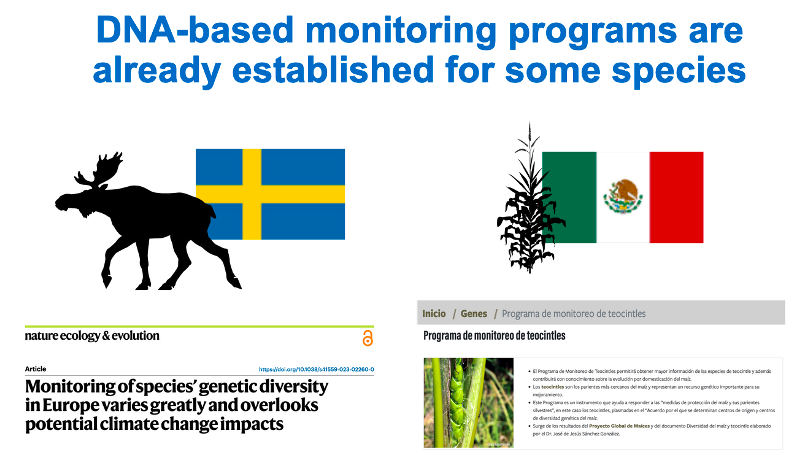 DNA-based monitoring programs are
already established for some species
nature ecology & evolution
Article
https://doi.org/10.1038/s41559-023-02260-0
Monitoring of species' genetic diversity
in Europe varies greatly and overlooks
potential climate change impacts
Inicio / Genes / Programa de monitoreo de teocintles
Programa de monitoreo de teocintles
• El Programa de Monitoreo de Teocintles permitirá obtener mayor información de las especies de teocintle y además
contribuirá con conocimiento sobre la evolución por domesticación del maíz.
• Los teocintles son los parientes más cercanos del maíz y representan un recurso genético importante para su
mejoramiento.
• Este Programa es un instrumento que ayuda a responder a las "medidas de protección del maíz y sus parientes
silvestres", en este caso los teocintles, plasmadas en el "Acuerdo por el que se determinan centros de origen y centros
de diversidad genética del maíz.
• Surge de los resultados del Proyecto Global de Maíces y del documento Diversidad del maíz y teocintle elaborado
por el Dr. José de Jesús Sánchez González.